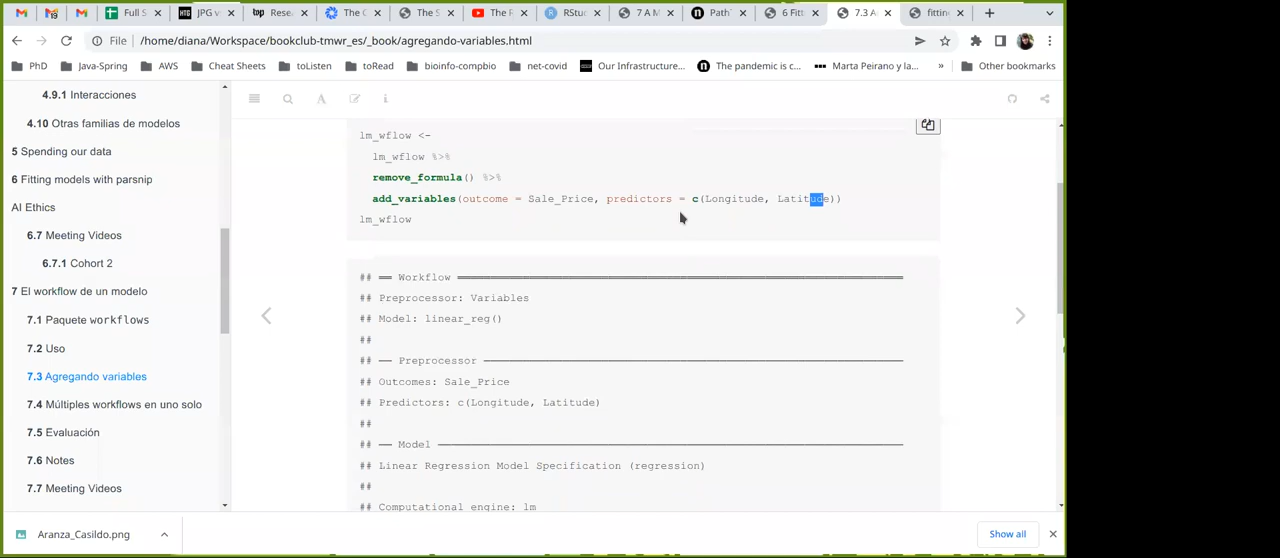 Full S
JPG v
top Resea
The C
The S
The R
RStu
7 A M
Path
6 Fitt
7.3 A
fittin
File /home/diana/Workspace/bookclub-tmwr_es/_book/agregando-variables.html
PhD Java-Spring AWS Cheat Sheets toListen toRead bioinfo-compbio net-covid Our Infrastructure... The pandemic is c... Marta Peirano y la... » Other bookmarks
4.9.1 Interacciones
4.10 Otras familias de modelos
5 Spending our data
6 Fitting models with parsnip
AI Ethics
6.7 Meeting Videos
6.7.1 Cohort 2
7 El workflow de un modelo
7.1 Paquete workflows
7.2 Uso
7.3 Agregando variables
7.4 Múltiples workflows en uno solo
7.5 Evaluación
7.6 Notes
7.7 Meeting Videos
lm_wflow <-
lm_wflow %>%
remove_formula() %>%
add_variables(outcome = Sale_Price, predictors = c(Longitude, Latitude))
lm_wflow
## ══ Workflow ══════════════════════════════════════════
## Preprocessor: Variables
## Model: linear_reg()
##
## ── Preprocessor ──────────────────────────────────────
## Outcomes: Sale_Price
## Predictors: c(Longitude, Latitude)
##
## ── Model ─────────────────────────────────────────────
## Linear Regression Model Specification (regression)
##
## Computational engine: lm
Aranza_Casildo.png
Show all